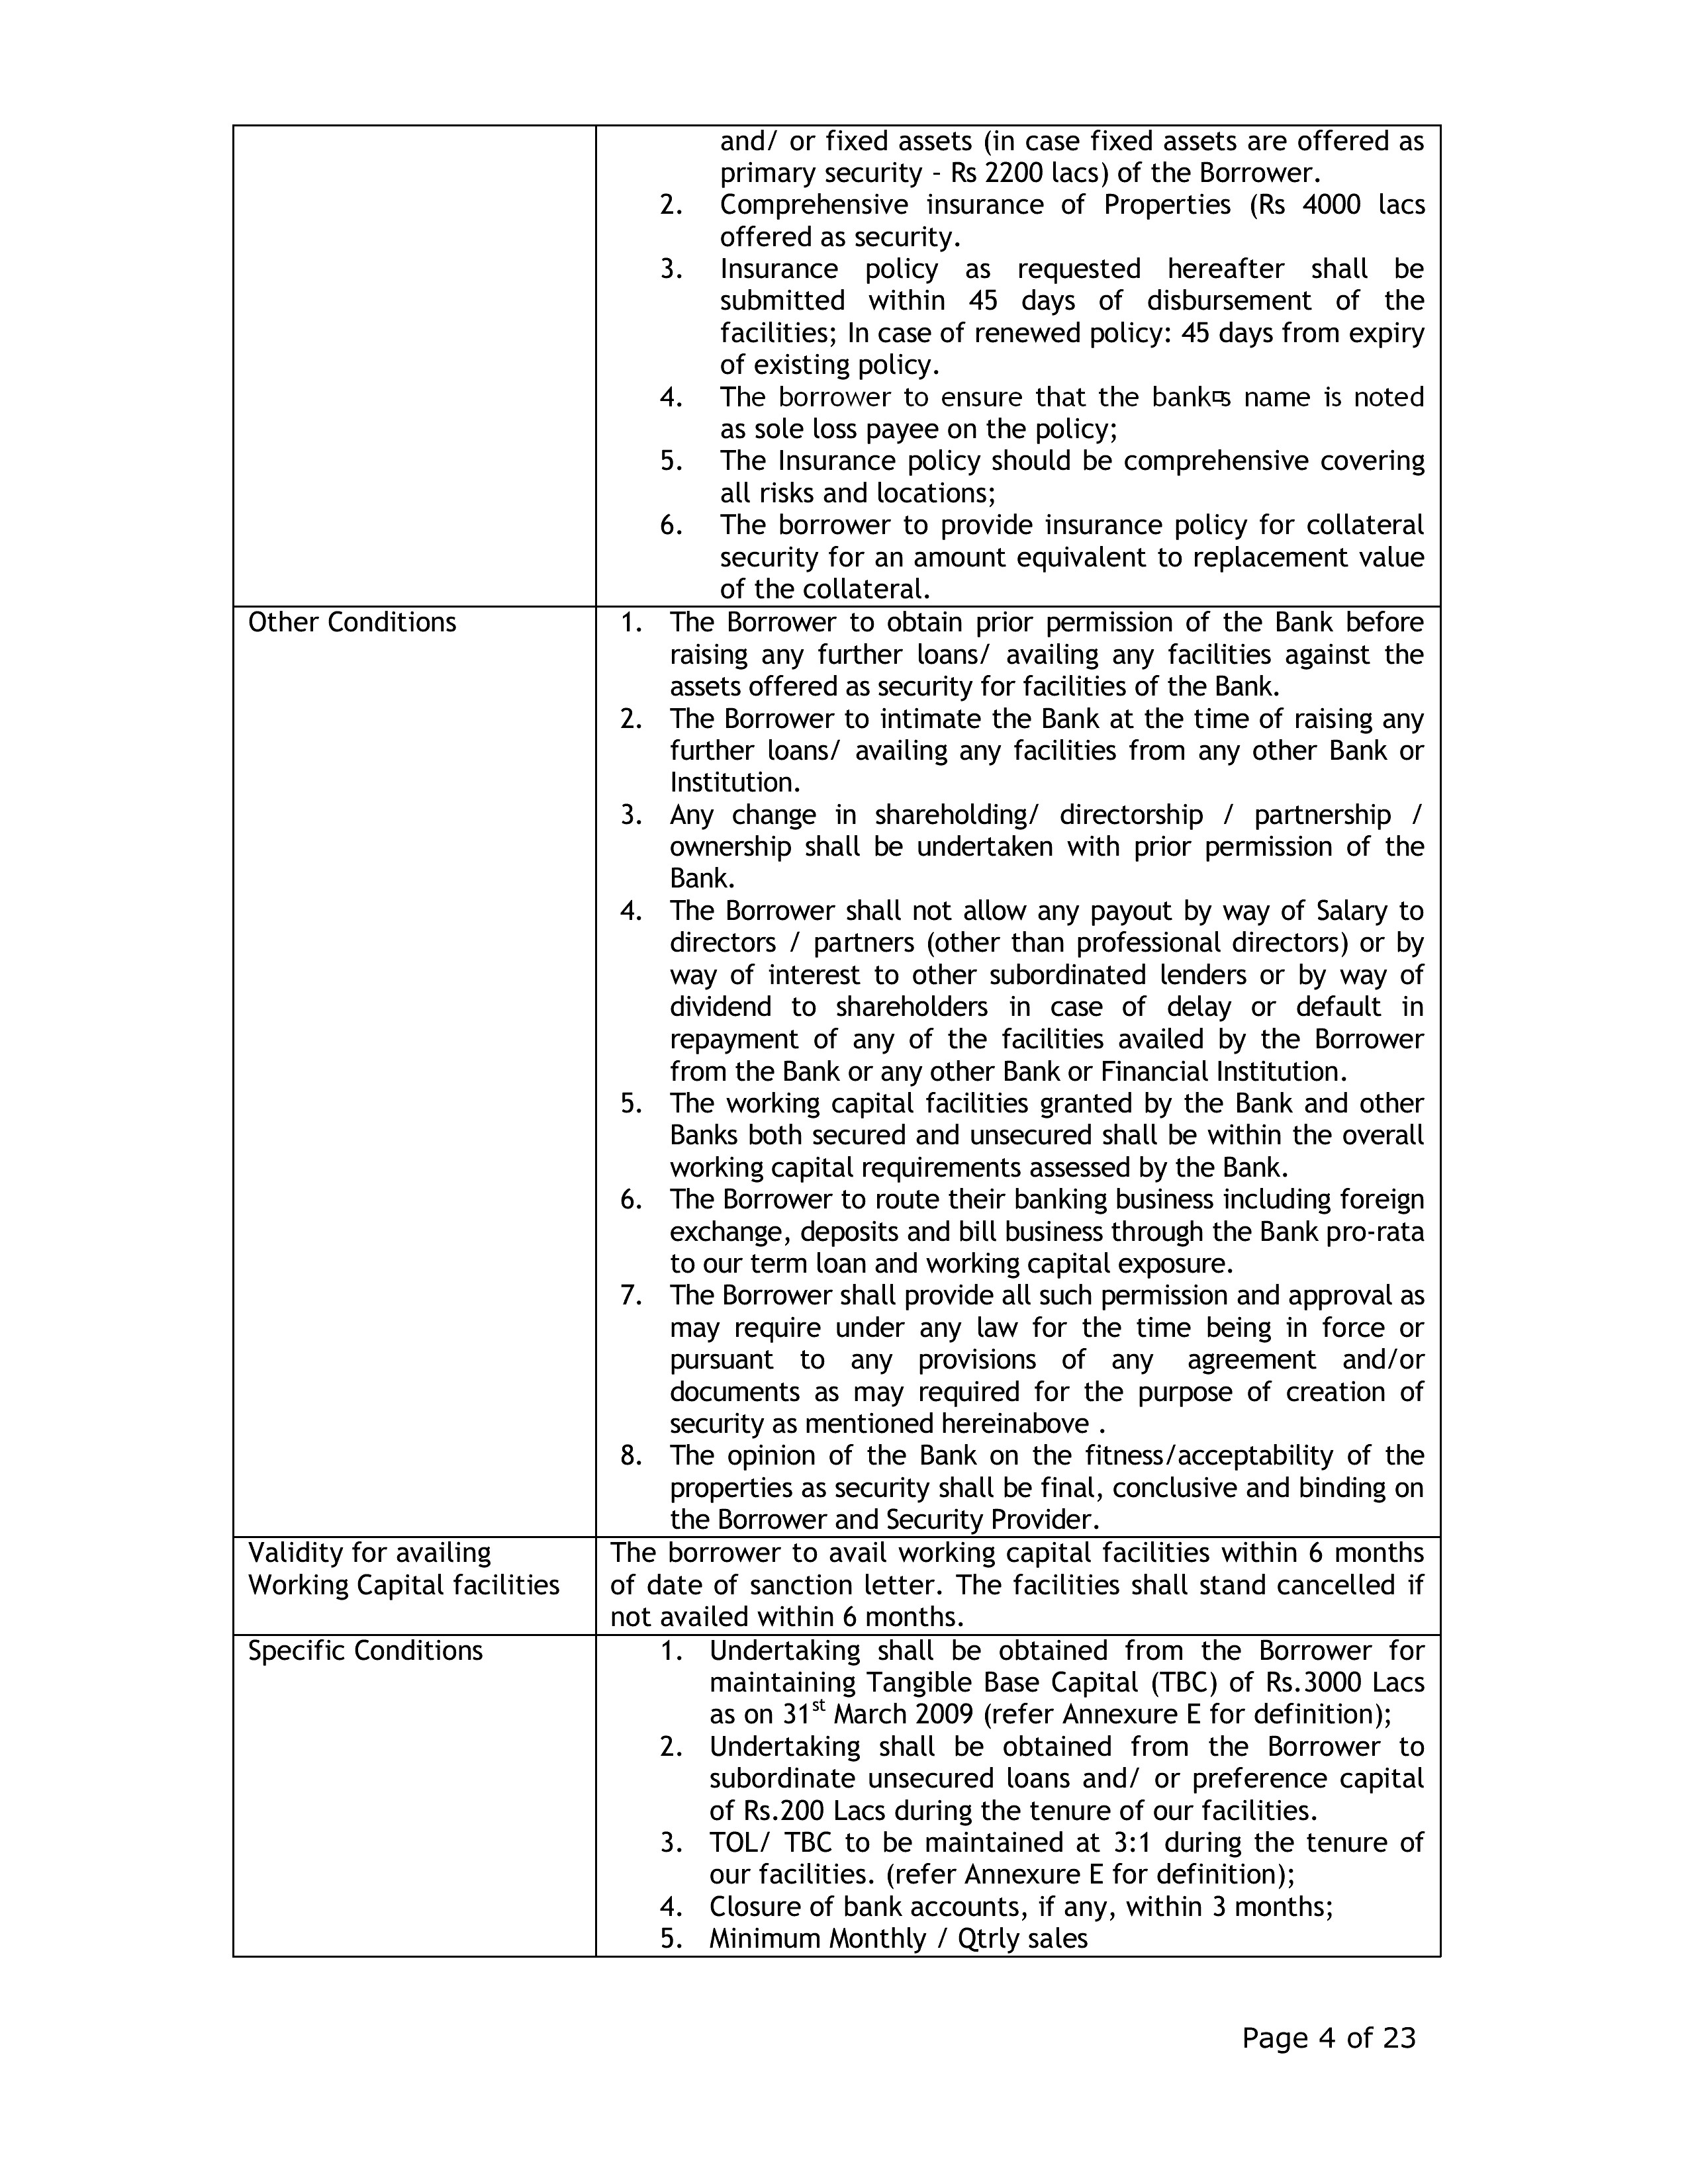 and/ or fixed assets (in case fixed assets are offered as
primary security - Rs 2200 lacs) of the Borrower.
2. Comprehensive insurance of Properties (Rs 4000 lacs
offered as security.
3. Insurance policy as requested hereafter shall be
submitted within 45 days of disbursement of the
facilities; In case of renewed policy: 45 days from expiry
of existing policy.
4. The borrower to ensure that the bank□s name is noted
as sole loss payee on the policy;
5. The Insurance policy should be comprehensive covering
all risks and locations;
6. The borrower to provide insurance policy for collateral
security for an amount equivalent to replacement value
of the collateral.
Other Conditions
1. The Borrower to obtain prior permission of the Bank before
raising any further loans/ availing any facilities against the
assets offered as security for facilities of the Bank.
2. The Borrower to intimate the Bank at the time of raising any
further loans/ availing any facilities from any other Bank or
Institution.
3. Any change in shareholding/ directorship / partnership /
ownership shall be undertaken with prior permission of the
Bank.
4. The Borrower shall not allow any payout by way of Salary to
directors / partners (other than professional directors) or by
way of interest to other subordinated lenders or by way of
dividend to shareholders in case of delay or default in
repayment of any of the facilities availed by the Borrower
from the Bank or any other Bank or Financial Institution.
5. The working capital facilities granted by the Bank and other
Banks both secured and unsecured shall be within the overall
working capital requirements assessed by the Bank.
6. The Borrower to route their banking business including foreign
exchange, deposits and bill business through the Bank pro-rata
to our term loan and working capital exposure.
7. The Borrower shall provide all such permission and approval as
may require under any law for the time being in force or
pursuant to any provisions of any agreement and/or
documents as may required for the purpose of creation of
security as mentioned hereinabove .
8. The opinion of the Bank on the fitness/acceptability of the
properties as security shall be final, conclusive and binding on
the Borrower and Security Provider.
Validity for availing
Working Capital facilities
The borrower to avail working capital facilities within 6 months
of date of sanction letter. The facilities shall stand cancelled if
not availed within 6 months.
Specific Conditions
1. Undertaking shall be obtained from the Borrower for
maintaining Tangible Base Capital (TBC) of Rs.3000 Lacs
as on 31st March 2009 (refer Annexure E for definition);
2. Undertaking shall be obtained from the Borrower to
subordinate unsecured loans and/ or preference capital
of Rs.200 Lacs during the tenure of our facilities.
3. TOL/ TBC to be maintained at 3:1 during the tenure of
our facilities. (refer Annexure E for definition);
4. Closure of bank accounts, if any, within 3 months;
5. Minimum Monthly / Qtrly sales
Page 4 of 23